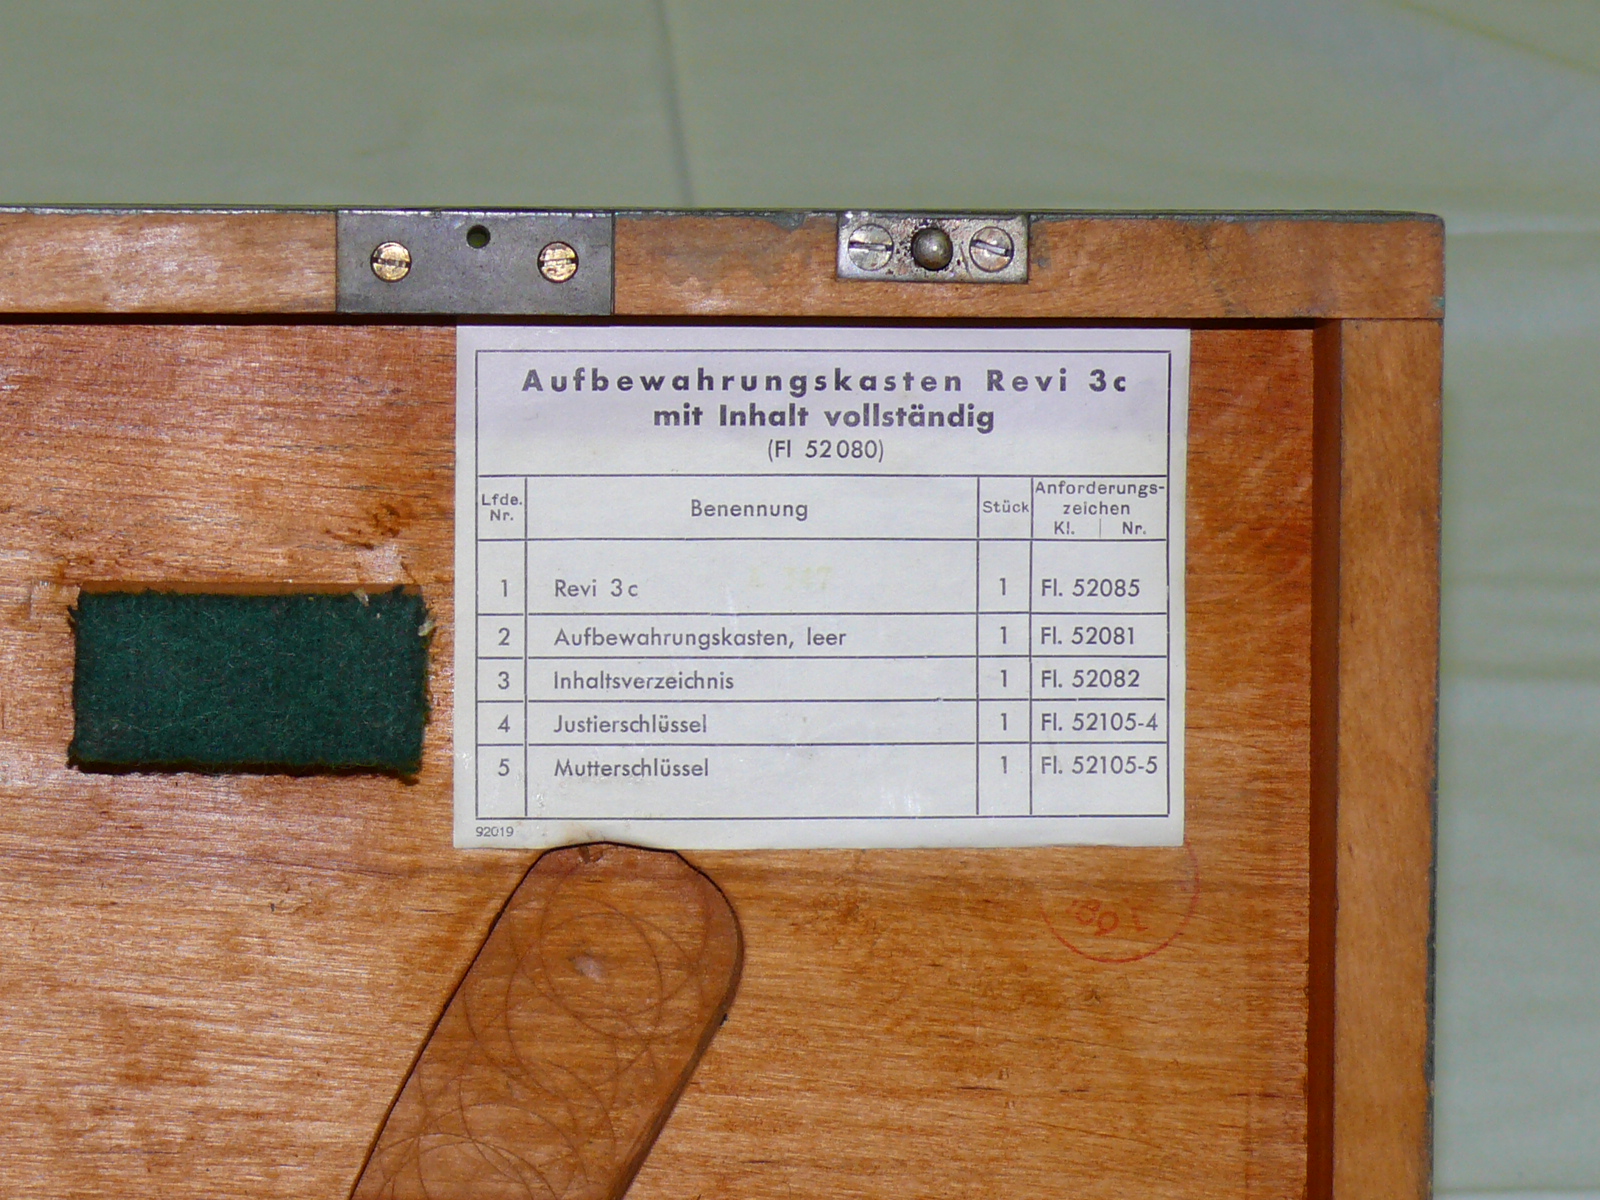 Aufbewahrungskasten Revi 3c
mit Inhalt vollständig
(Fl 52080)
Lfde. Nr. Benennung Stück Anforderungs-zeichen Kl. Nr.
1 Revi 3c 1 Fl. 52085
2 Aufbewahrungskasten, leer 1 Fl. 52081
3 Inhaltsverzeichnis 1 Fl. 52082
4 Justierschlüssel 1 Fl. 52105-4
5 Mutterschlüssel 1 Fl. 52105-5
92019